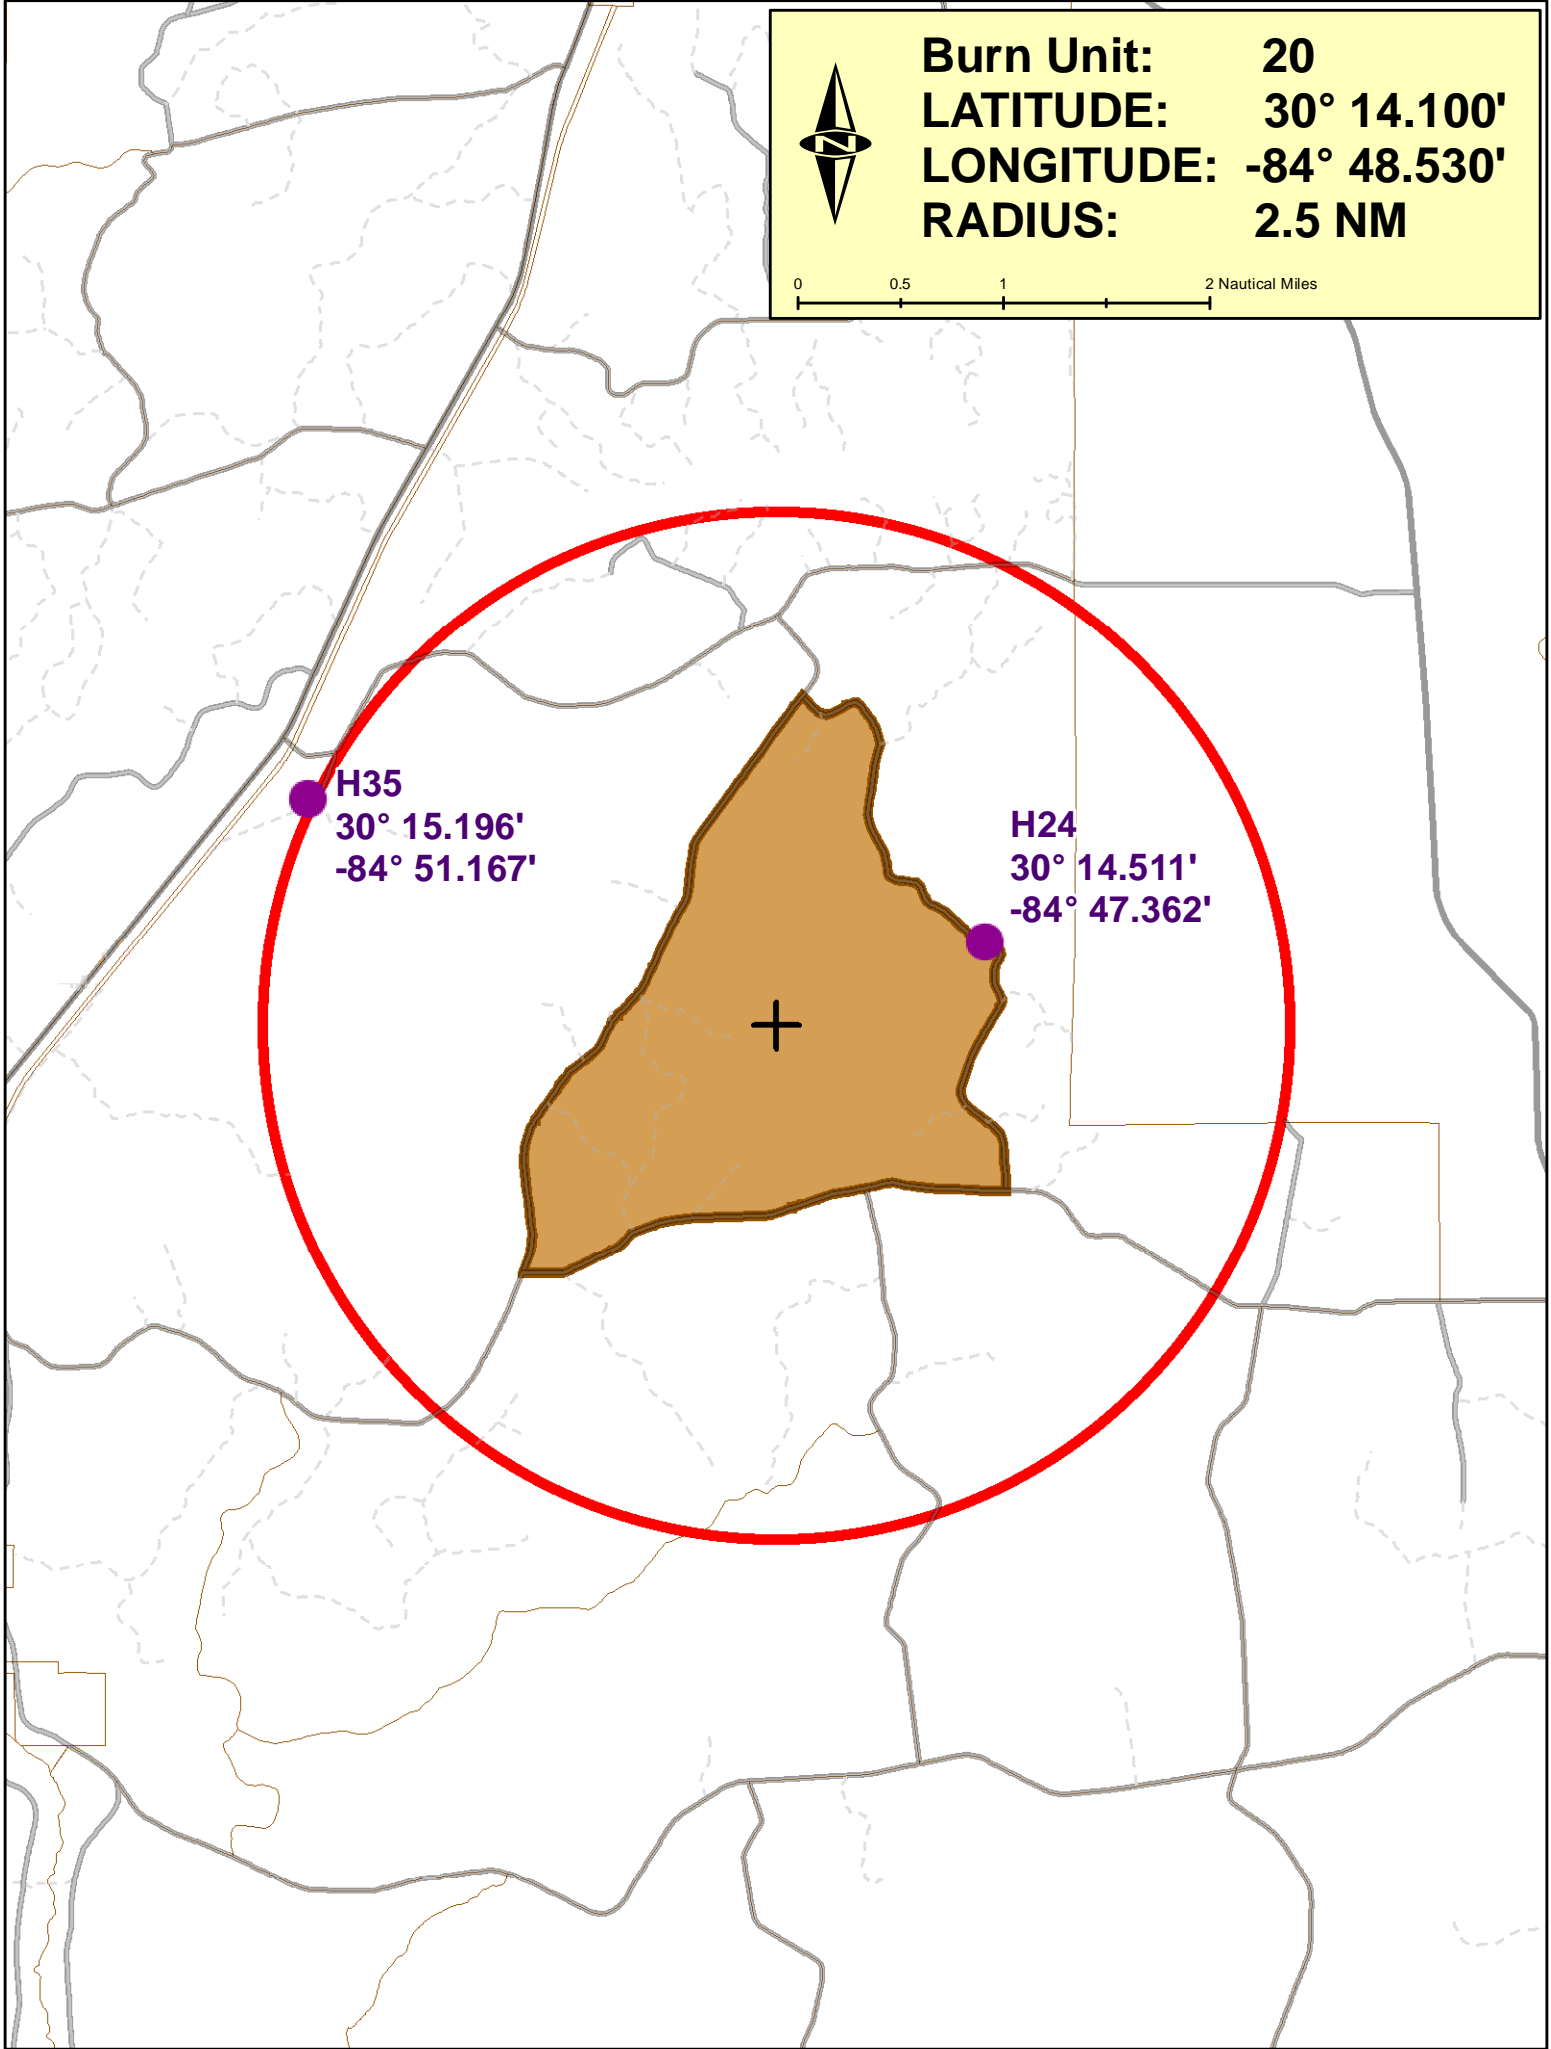 Burn Unit: 20
LATITUDE: 30° 14.100'
LONGITUDE: -84° 48.530'
RADIUS: 2.5 NM
N
0 0.5 1 2 Nautical Miles
H35
30° 15.196'
-84° 51.167'
H24
30° 14.511'
-84° 47.362'